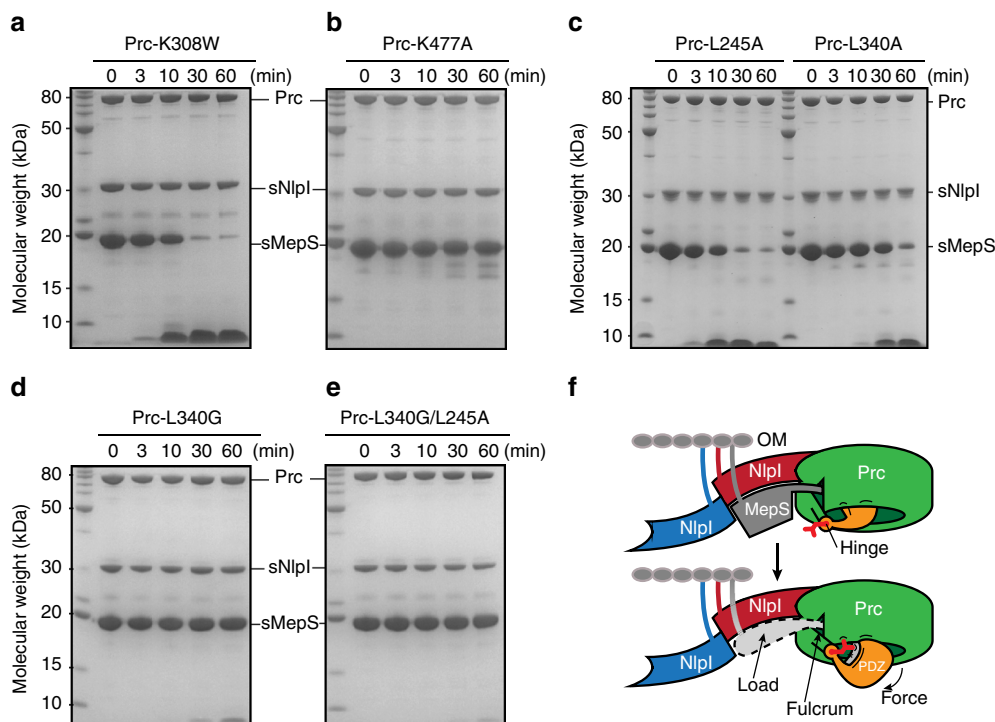 a
Prc-K308W
0 3 10 30 60 (min)
80
50
30
20
15
10
Molecular weight (kDa)
Prc
sNlpI
sMepS
b
Prc-K477A
0 3 10 30 60 (min)
c
Prc-L245A Prc-L340A
0 3 10 30 60 0 3 10 30 60 (min)
80
50
30
20
15
10
Molecular weight (kDa)
Prc
sNlpI
sMepS
d
Prc-L340G
0 3 10 30 60 (min)
80
50
30
20
15
10
Molecular weight (kDa)
Prc
sNlpI
sMepS
e
Prc-L340G/L245A
0 3 10 30 60 (min)
f
OM
NlpI
Prc
MepS
NlpI
Hinge
NlpI
Prc
NlpI
PDZ
Load
Fulcrum
Force